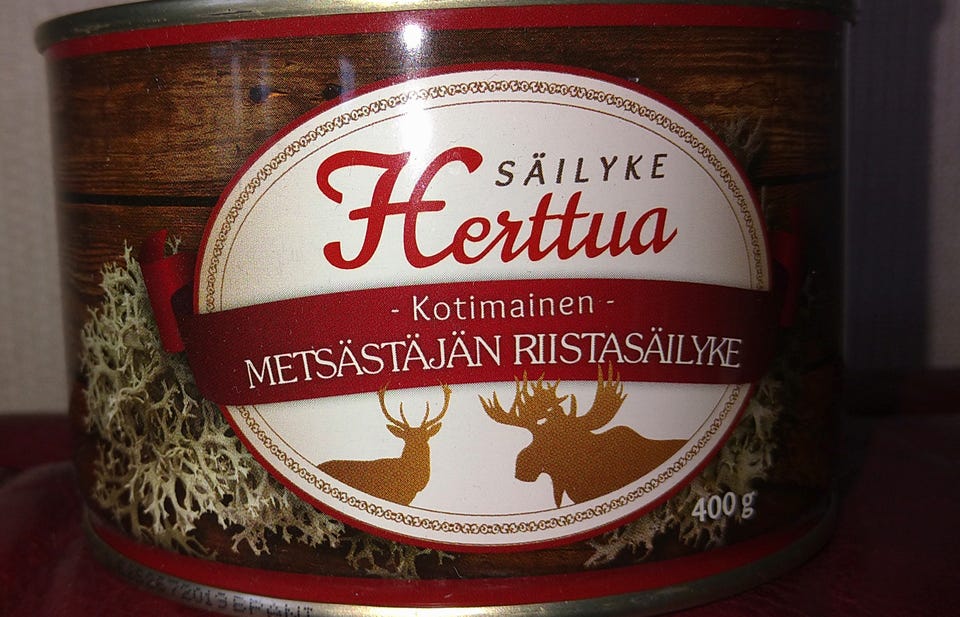 SÄILYKE
Herttua
- Kotimainen -
METSÄSTÄJÄN RIISTASÄILYKE
400 g